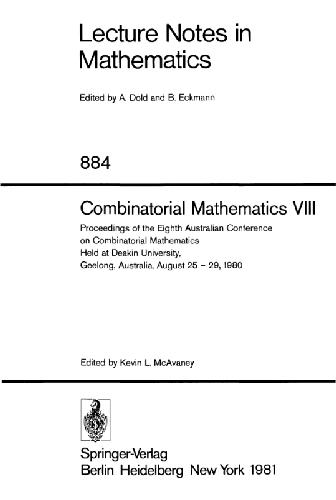 Lecture Notes in
Mathematics
Edited by A. Dold and B. Eckmann
884
Combinatorial Mathematics VIII
Proceedings of the Eighth Australian Conference
on Combinatorial Mathematics
Held at Deakin University,
Geelong, Australia, August 25 – 29, 1980
Edited by Kevin L. McAvaney
Springer-Verlag
Berlin Heidelberg New York 1981